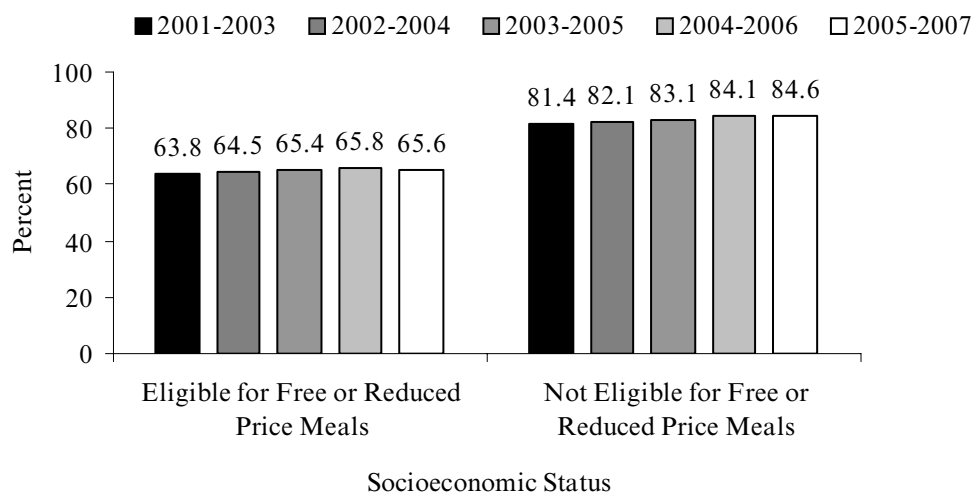 2001-2003 2002-2004 2003-2005 2004-2006 2005-2007
100
80
60
40
20
0
Percent
63.8 64.5 65.4 65.8 65.6
81.4 82.1 83.1 84.1 84.6
Eligible for Free or Reduced
Price Meals
Not Eligible for Free or
Reduced Price Meals
Socioeconomic Status